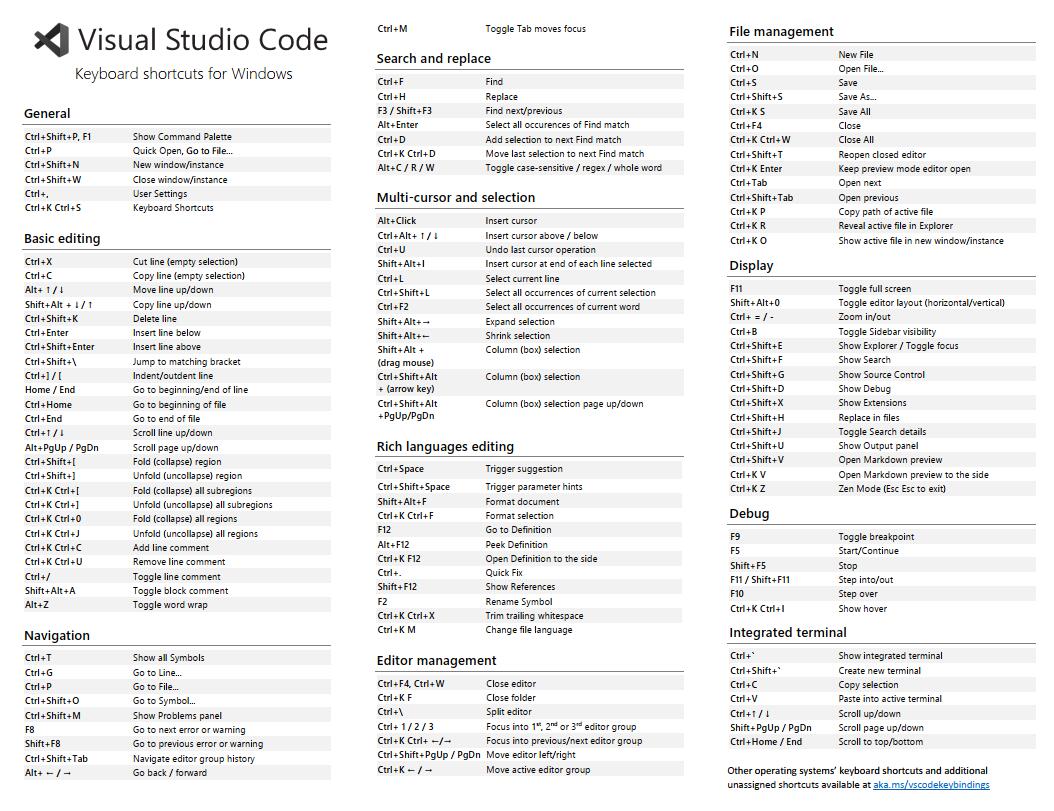 Visual Studio Code
Keyboard shortcuts for Windows
General
Ctrl+Shift+P, F1 Show Command Palette
Ctrl+P Quick Open, Go to File...
Ctrl+Shift+N New window/instance
Ctrl+Shift+W Close window/instance
Ctrl+, User Settings
Ctrl+K Ctrl+S Keyboard Shortcuts
Basic editing
Ctrl+X Cut line (empty selection)
Ctrl+C Copy line (empty selection)
Alt+ ↑ / ↓ Move line up/down
Shift+Alt + ↓ / ↑ Copy line up/down
Ctrl+Shift+K Delete line
Ctrl+Enter Insert line below
Ctrl+Shift+Enter Insert line above
Ctrl+Shift+\ Jump to matching bracket
Ctrl+] / [ Indent/outdent line
Home / End Go to beginning/end of line
Ctrl+Home Go to beginning of file
Ctrl+End Go to end of file
Ctrl+↑ / ↓ Scroll line up/down
Alt+PgUp / PgDn Scroll page up/down
Ctrl+Shift+[ Fold (collapse) region
Ctrl+Shift+] Unfold (uncollapse) region
Ctrl+K Ctrl+[ Fold (collapse) all subregions
Ctrl+K Ctrl+] Unfold (uncollapse) all subregions
Ctrl+K Ctrl+0 Fold (collapse) all regions
Ctrl+K Ctrl+J Unfold (uncollapse) all regions
Ctrl+K Ctrl+C Add line comment
Ctrl+K Ctrl+U Remove line comment
Ctrl+/ Toggle line comment
Shift+Alt+A Toggle block comment
Alt+Z Toggle word wrap
Navigation
Ctrl+T Show all Symbols
Ctrl+G Go to Line...
Ctrl+P Go to File...
Ctrl+Shift+O Go to Symbol...
Ctrl+Shift+M Show Problems panel
F8 Go to next error or warning
Shift+F8 Go to previous error or warning
Ctrl+Shift+Tab Navigate editor group history
Alt+ ← / → Go back / forward
Ctrl+M Toggle Tab moves focus
Search and replace
Ctrl+F Find
Ctrl+H Replace
F3 / Shift+F3 Find next/previous
Alt+Enter Select all occurences of Find match
Ctrl+D Add selection to next Find match
Ctrl+K Ctrl+D Move last selection to next Find match
Alt+C / R / W Toggle case-sensitive / regex / whole word
Multi-cursor and selection
Alt+Click Insert cursor
Ctrl+Alt+ ↑ / ↓ Insert cursor above / below
Ctrl+U Undo last cursor operation
Shift+Alt+I Insert cursor at end of each line selected
Ctrl+L Select current line
Ctrl+Shift+L Select all occurrences of current selection
Ctrl+F2 Select all occurrences of current word
Shift+Alt+→ Expand selection
Shift+Alt+← Shrink selection
Shift+Alt + Column (box) selection
(drag mouse)
Ctrl+Shift+Alt Column (box) selection
+ (arrow key)
Ctrl+Shift+Alt Column (box) selection page up/down
+PgUp/PgDn
Rich languages editing
Ctrl+Space Trigger suggestion
Ctrl+Shift+Space Trigger parameter hints
Shift+Alt+F Format document
Ctrl+K Ctrl+F Format selection
F12 Go to Definition
Alt+F12 Peek Definition
Ctrl+K F12 Open Definition to the side
Ctrl+. Quick Fix
Shift+F12 Show References
F2 Rename Symbol
Ctrl+K Ctrl+X Trim trailing whitespace
Ctrl+K M Change file language
Editor management
Ctrl+F4, Ctrl+W Close editor
Ctrl+K F Close folder
Ctrl+\ Split editor
Ctrl+ 1 / 2 / 3 Focus into 1st, 2nd or 3rd editor group
Ctrl+K Ctrl+ ←/→ Focus into previous/next editor group
Ctrl+Shift+PgUp / PgDn Move editor left/right
Ctrl+K ← / → Move active editor group
File management
Ctrl+N New File
Ctrl+O Open File...
Ctrl+S Save
Ctrl+Shift+S Save As...
Ctrl+K S Save All
Ctrl+F4 Close
Ctrl+K Ctrl+W Close All
Ctrl+Shift+T Reopen closed editor
Ctrl+K Enter Keep preview mode editor open
Ctrl+Tab Open next
Ctrl+Shift+Tab Open previous
Ctrl+K P Copy path of active file
Ctrl+K R Reveal active file in Explorer
Ctrl+K O Show active file in new window/instance
Display
F11 Toggle full screen
Shift+Alt+0 Toggle editor layout (horizontal/vertical)
Ctrl+ = / - Zoom in/out
Ctrl+B Toggle Sidebar visibility
Ctrl+Shift+E Show Explorer / Toggle focus
Ctrl+Shift+F Show Search
Ctrl+Shift+G Show Source Control
Ctrl+Shift+D Show Debug
Ctrl+Shift+X Show Extensions
Ctrl+Shift+H Replace in files
Ctrl+Shift+J Toggle Search details
Ctrl+Shift+U Show Output panel
Ctrl+Shift+V Open Markdown preview
Ctrl+K V Open Markdown preview to the side
Ctrl+K Z Zen Mode (Esc Esc to exit)
Debug
F9 Toggle breakpoint
F5 Start/Continue
Shift+F5 Stop
F11 / Shift+F11 Step into/out
F10 Step over
Ctrl+K Ctrl+I Show hover
Integrated terminal
Ctrl+` Show integrated terminal
Ctrl+Shift+` Create new terminal
Ctrl+C Copy selection
Ctrl+V Paste into active terminal
Ctrl+↑ / ↓ Scroll up/down
Shift+PgUp / PgDn Scroll page up/down
Ctrl+Home / End Scroll to top/bottom
Other operating systems' keyboard shortcuts and additional
unassigned shortcuts available at aka.ms/vscodekeybindings